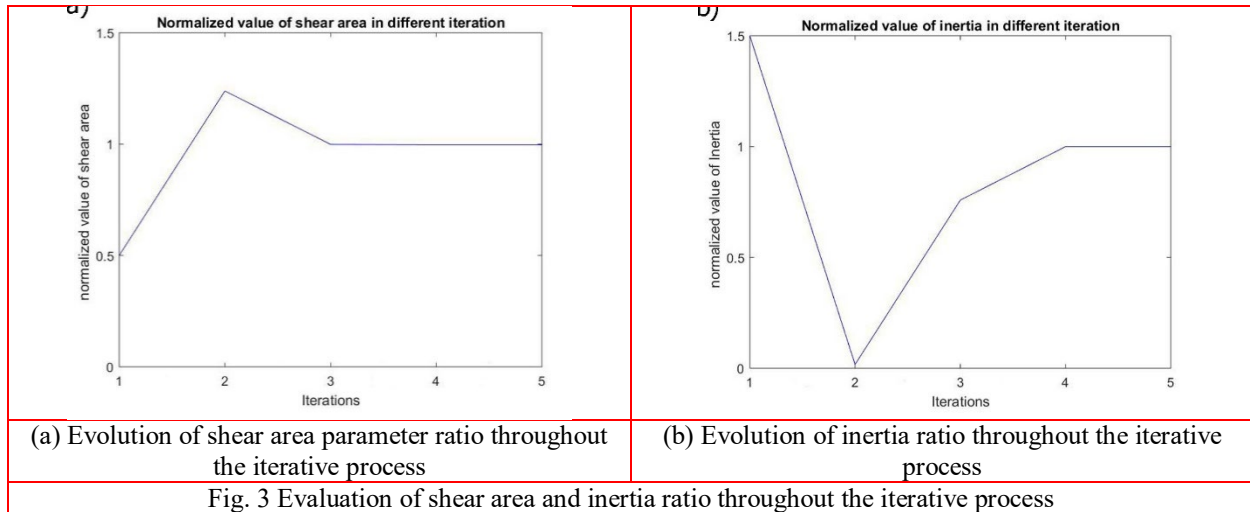 a)
Normalized value of shear area in different iteration
1.5
1
0.5
0
normalized value of shear area
1
2
3
4
5
Iterations
b)
Normalized value of inertia in different iteration
1.5
1
0.5
0
normalized value of Inertia
1
2
3
4
5
Iterations
(a) Evolution of shear area parameter ratio throughout
the iterative process
(b) Evolution of inertia ratio throughout the iterative
process
Fig. 3 Evaluation of shear area and inertia ratio throughout the iterative process